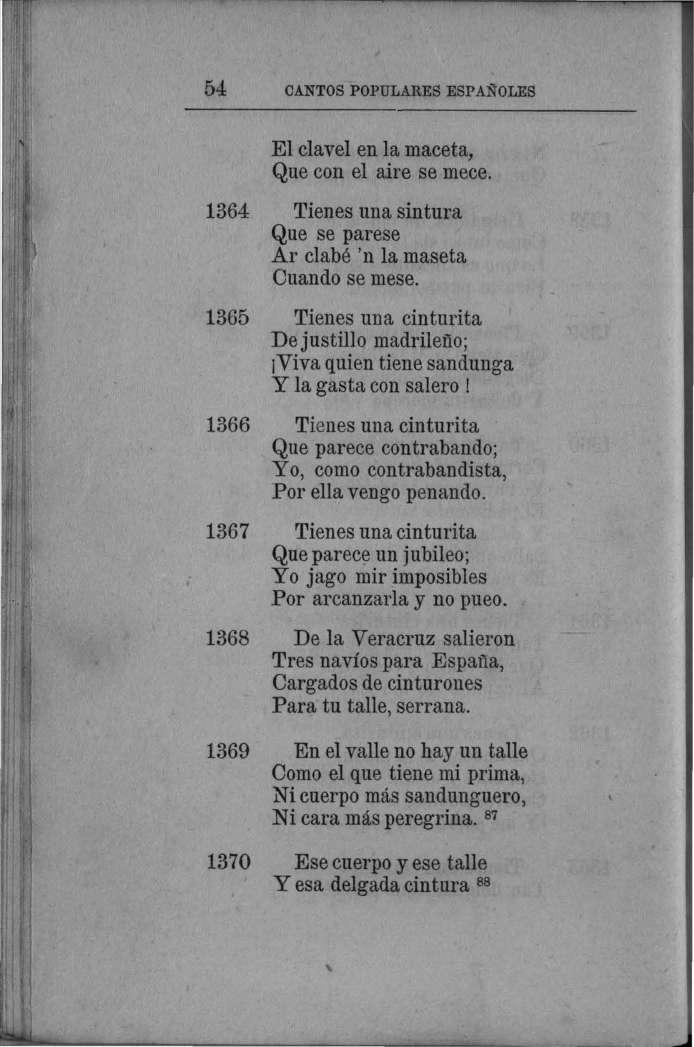 54 CANTOS POPULARES ESPAÑOLES
El clavel en la maceta,
Que con el aire se mece.
1364 Tienes una sintura
Que se parese
Ar clabé 'n la maseta
Cuando se mese.
1365 Tienes una cinturita
De justillo madrileño;
¡Viva quien tiene sandunga
Y la gasta con salero !
1366 Tienes una cinturita
Que parece contrabando;
Yo, como contrabandista,
Por ella vengo penando.
1367 Tienes una cinturita
Que parece un jubileo;
Yo jago mir imposibles
Por arcanzarla y no pueo.
1368 De la Veracruz salieron
Tres navíos para España,
Cargados de cinturones
Para tu talle, serrana.
1369 En el valle no hay un talle
Como el que tiene mi prima,
Ni cuerpo más sandunguero,
Ni cara más peregrina. 87
1370 Ese cuerpo y ese talle
Y esa delgada cintura 88